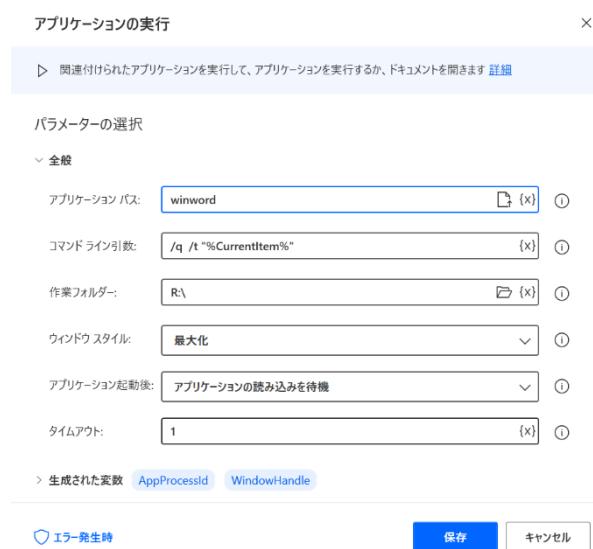 アプリケーションの実行
関連付けられたアプリケーションを実行して、アプリケーションを実行するか、ドキュメントを開きます 詳細
パラメーターの選択
全般
アプリケーション パス: winword {x}
コマンド ライン引数: /q /t "%CurrentItem%" {x}
作業フォルダー: R:\ {x}
ウィンドウ スタイル: 最大化
アプリケーション起動後: アプリケーションの読み込みを待機
タイムアウト: 1 {x}
生成された変数 AppProcessId WindowHandle
エラー発生時 保存 キャンセル